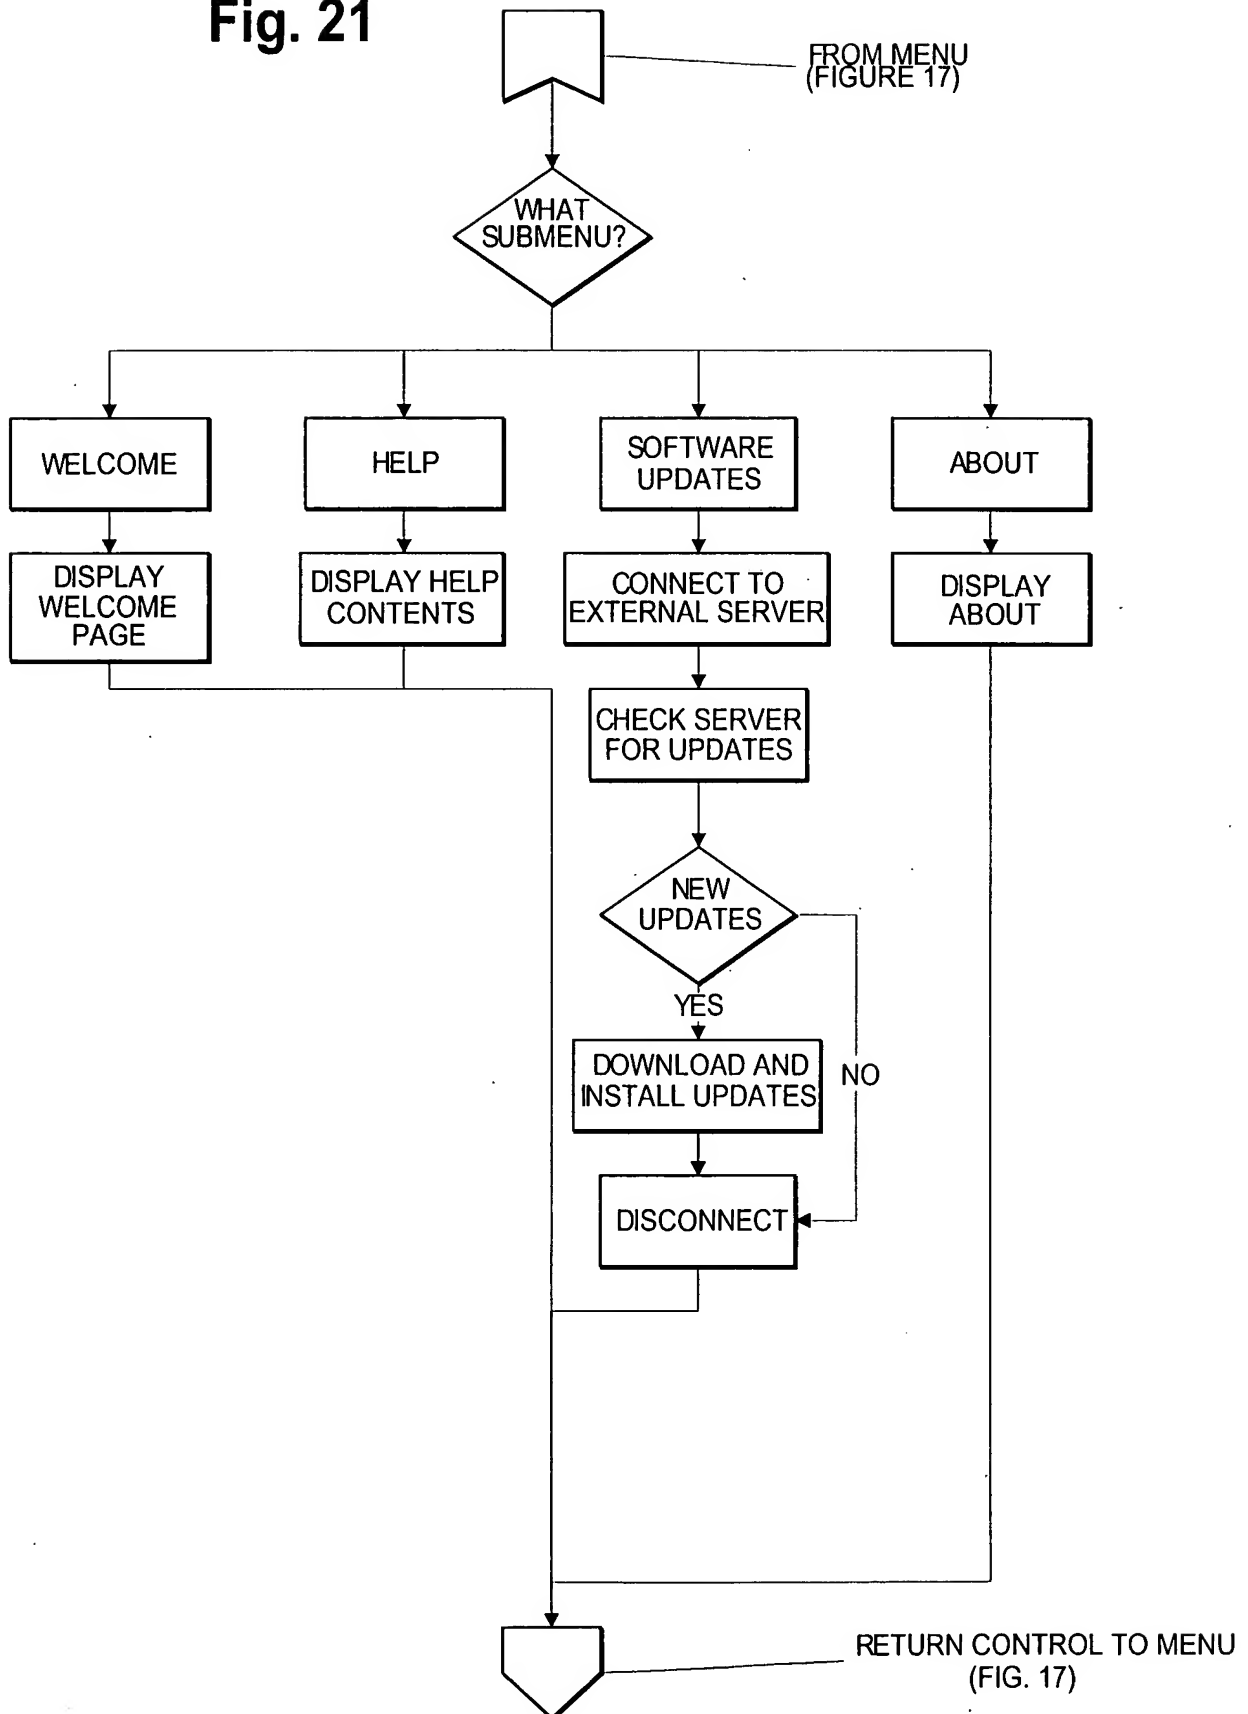 Fig. 21
FROM MENU
(FIGURE 17)
WHAT
SUBMENU?
WELCOME
HELP
SOFTWARE
UPDATES
ABOUT
DISPLAY
WELCOME
PAGE
DISPLAY HELP
CONTENTS
CONNECT TO
EXTERNAL SERVER
DISPLAY
ABOUT
CHECK SERVER
FOR UPDATES
NEW
UPDATES
YES
NO
DOWNLOAD AND
INSTALL UPDATES
DISCONNECT
RETURN CONTROL TO MENU
(FIG. 17)